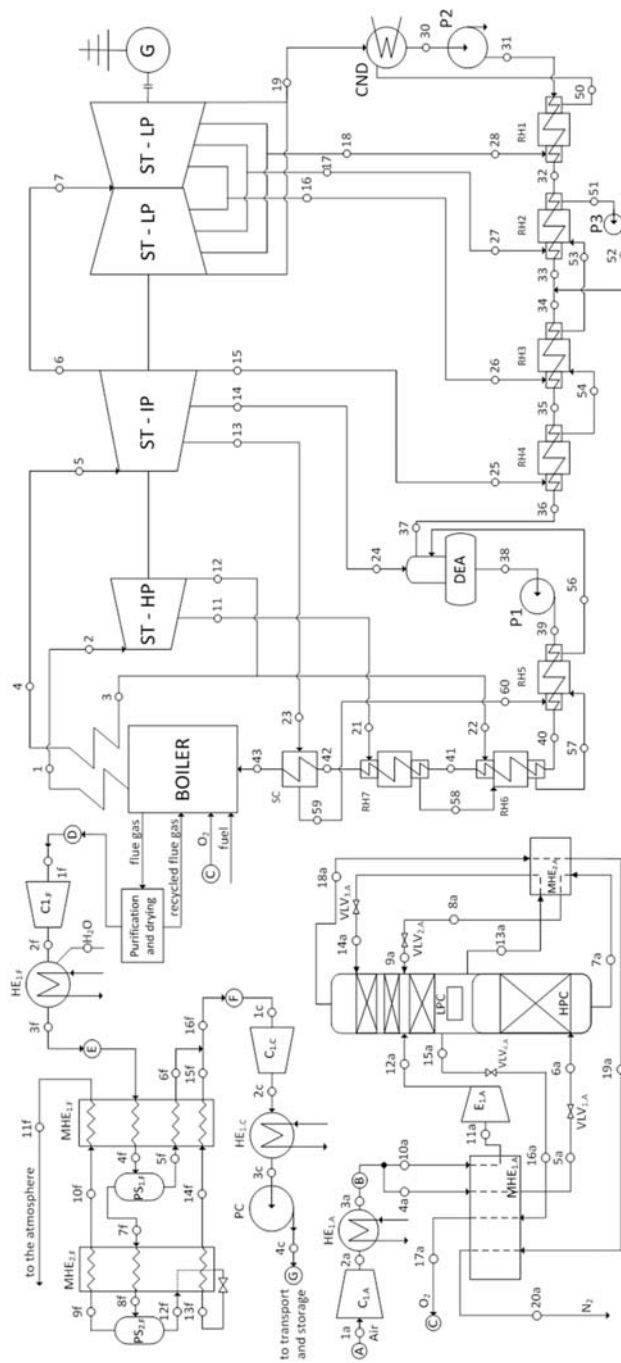 to the atmosphere
11f
MHE2.F
9f
10f
PS2.F
8f
12f
13f
7f
14f
MHE1.F
PS1.F
4f
5f
6f
15f
16f
E
F
HE1.F
3f
2f
H2O
C1.F
1f
D
Purification
and drying
flue gas
recycled flue gas
O2
C
fuel
BOILER
1
2
3
4
5
6
7
ST - HP
ST - IP
ST - LP
ST - LP
G
11
12
13
14
15
16
17
18
19
CND
30
P2
31
50
to transport
and storage
G
4c
PC
3c
HE1.C
2c
C1.C
1c
43
SC
23
59
42
RH7
21
58
41
22
RH6
40
57
60
RH5
56
39
P1
38
DEA
24
37
36
RH4
25
54
35
RH3
26
34
53
33
RH2
27
P3
51
52
32
RH1
28
A
1a
Air
C1.A
2a
HE1.A
3a
B
4a
10a
O2
C
17a
20a
N2
MHE1.A
11a
E1.A
12a
15a
16a
VLV4.A
5a
VLV1.A
6a
19a
LPC
HPC
14a
VLV3.A
18a
9a
VLV2.A
8a
13a
7a
MHE2.A